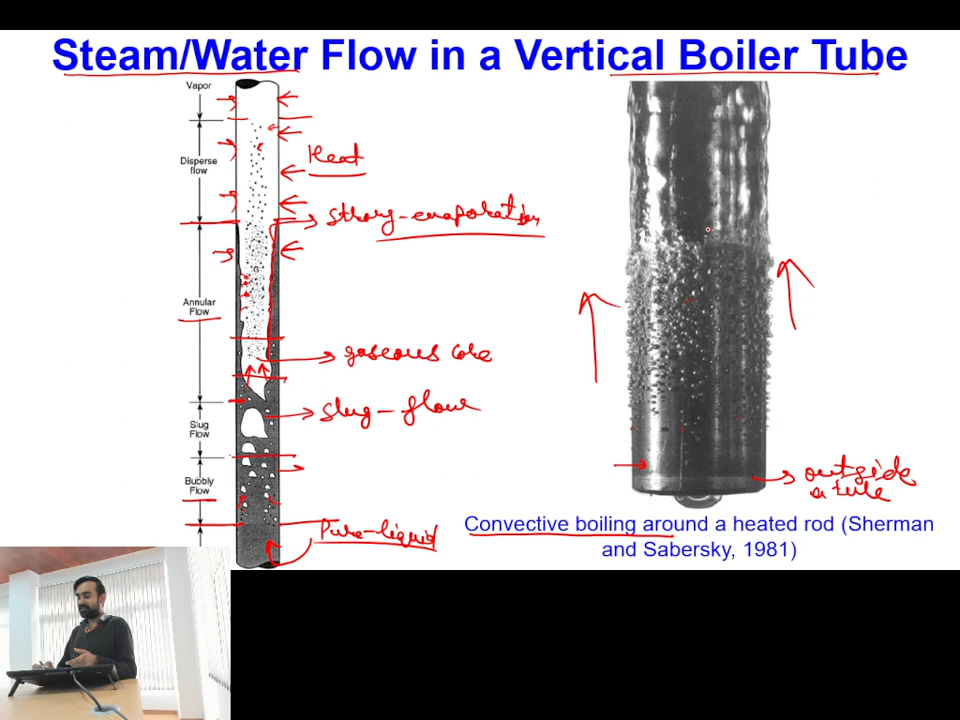 Steam/Water Flow in a Vertical Boiler Tube
Vapor
Disperse
flow
Heat
strong-evaporation
Annular
Flow
gaseous core
slug-flow
Slug
Flow
Bubbly
Flow
Pure-liquid
outside
a tube
Convective boiling around a heated rod (Sherman
and Sabersky, 1981)